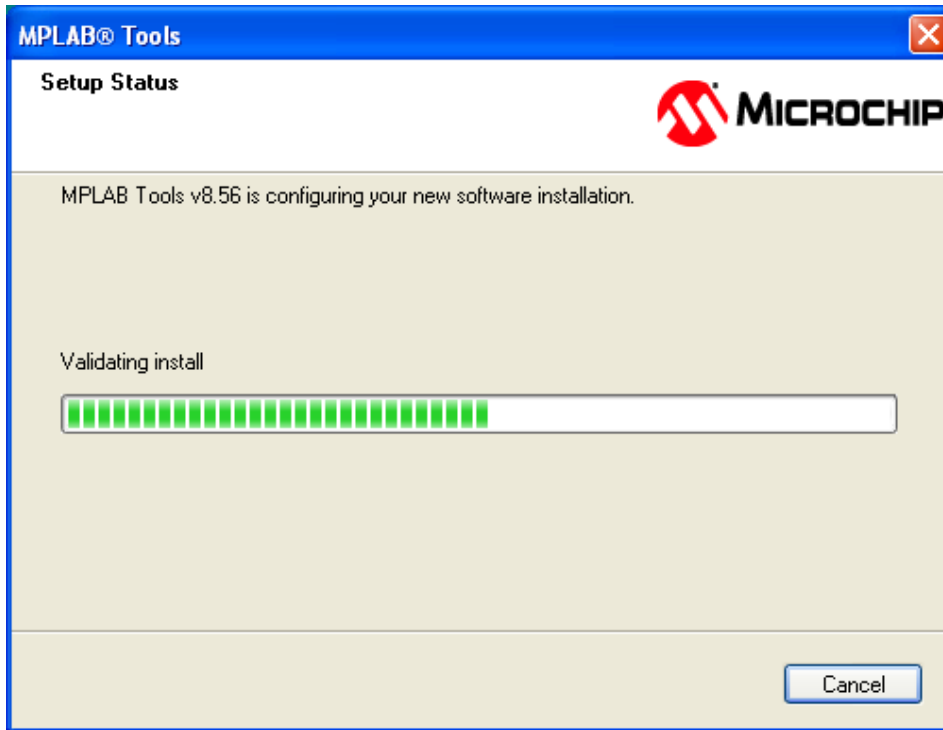 MPLAB® Tools
Setup Status
MICROCHIP
MPLAB Tools v8.56 is configuring your new software installation.
Validating install
Cancel